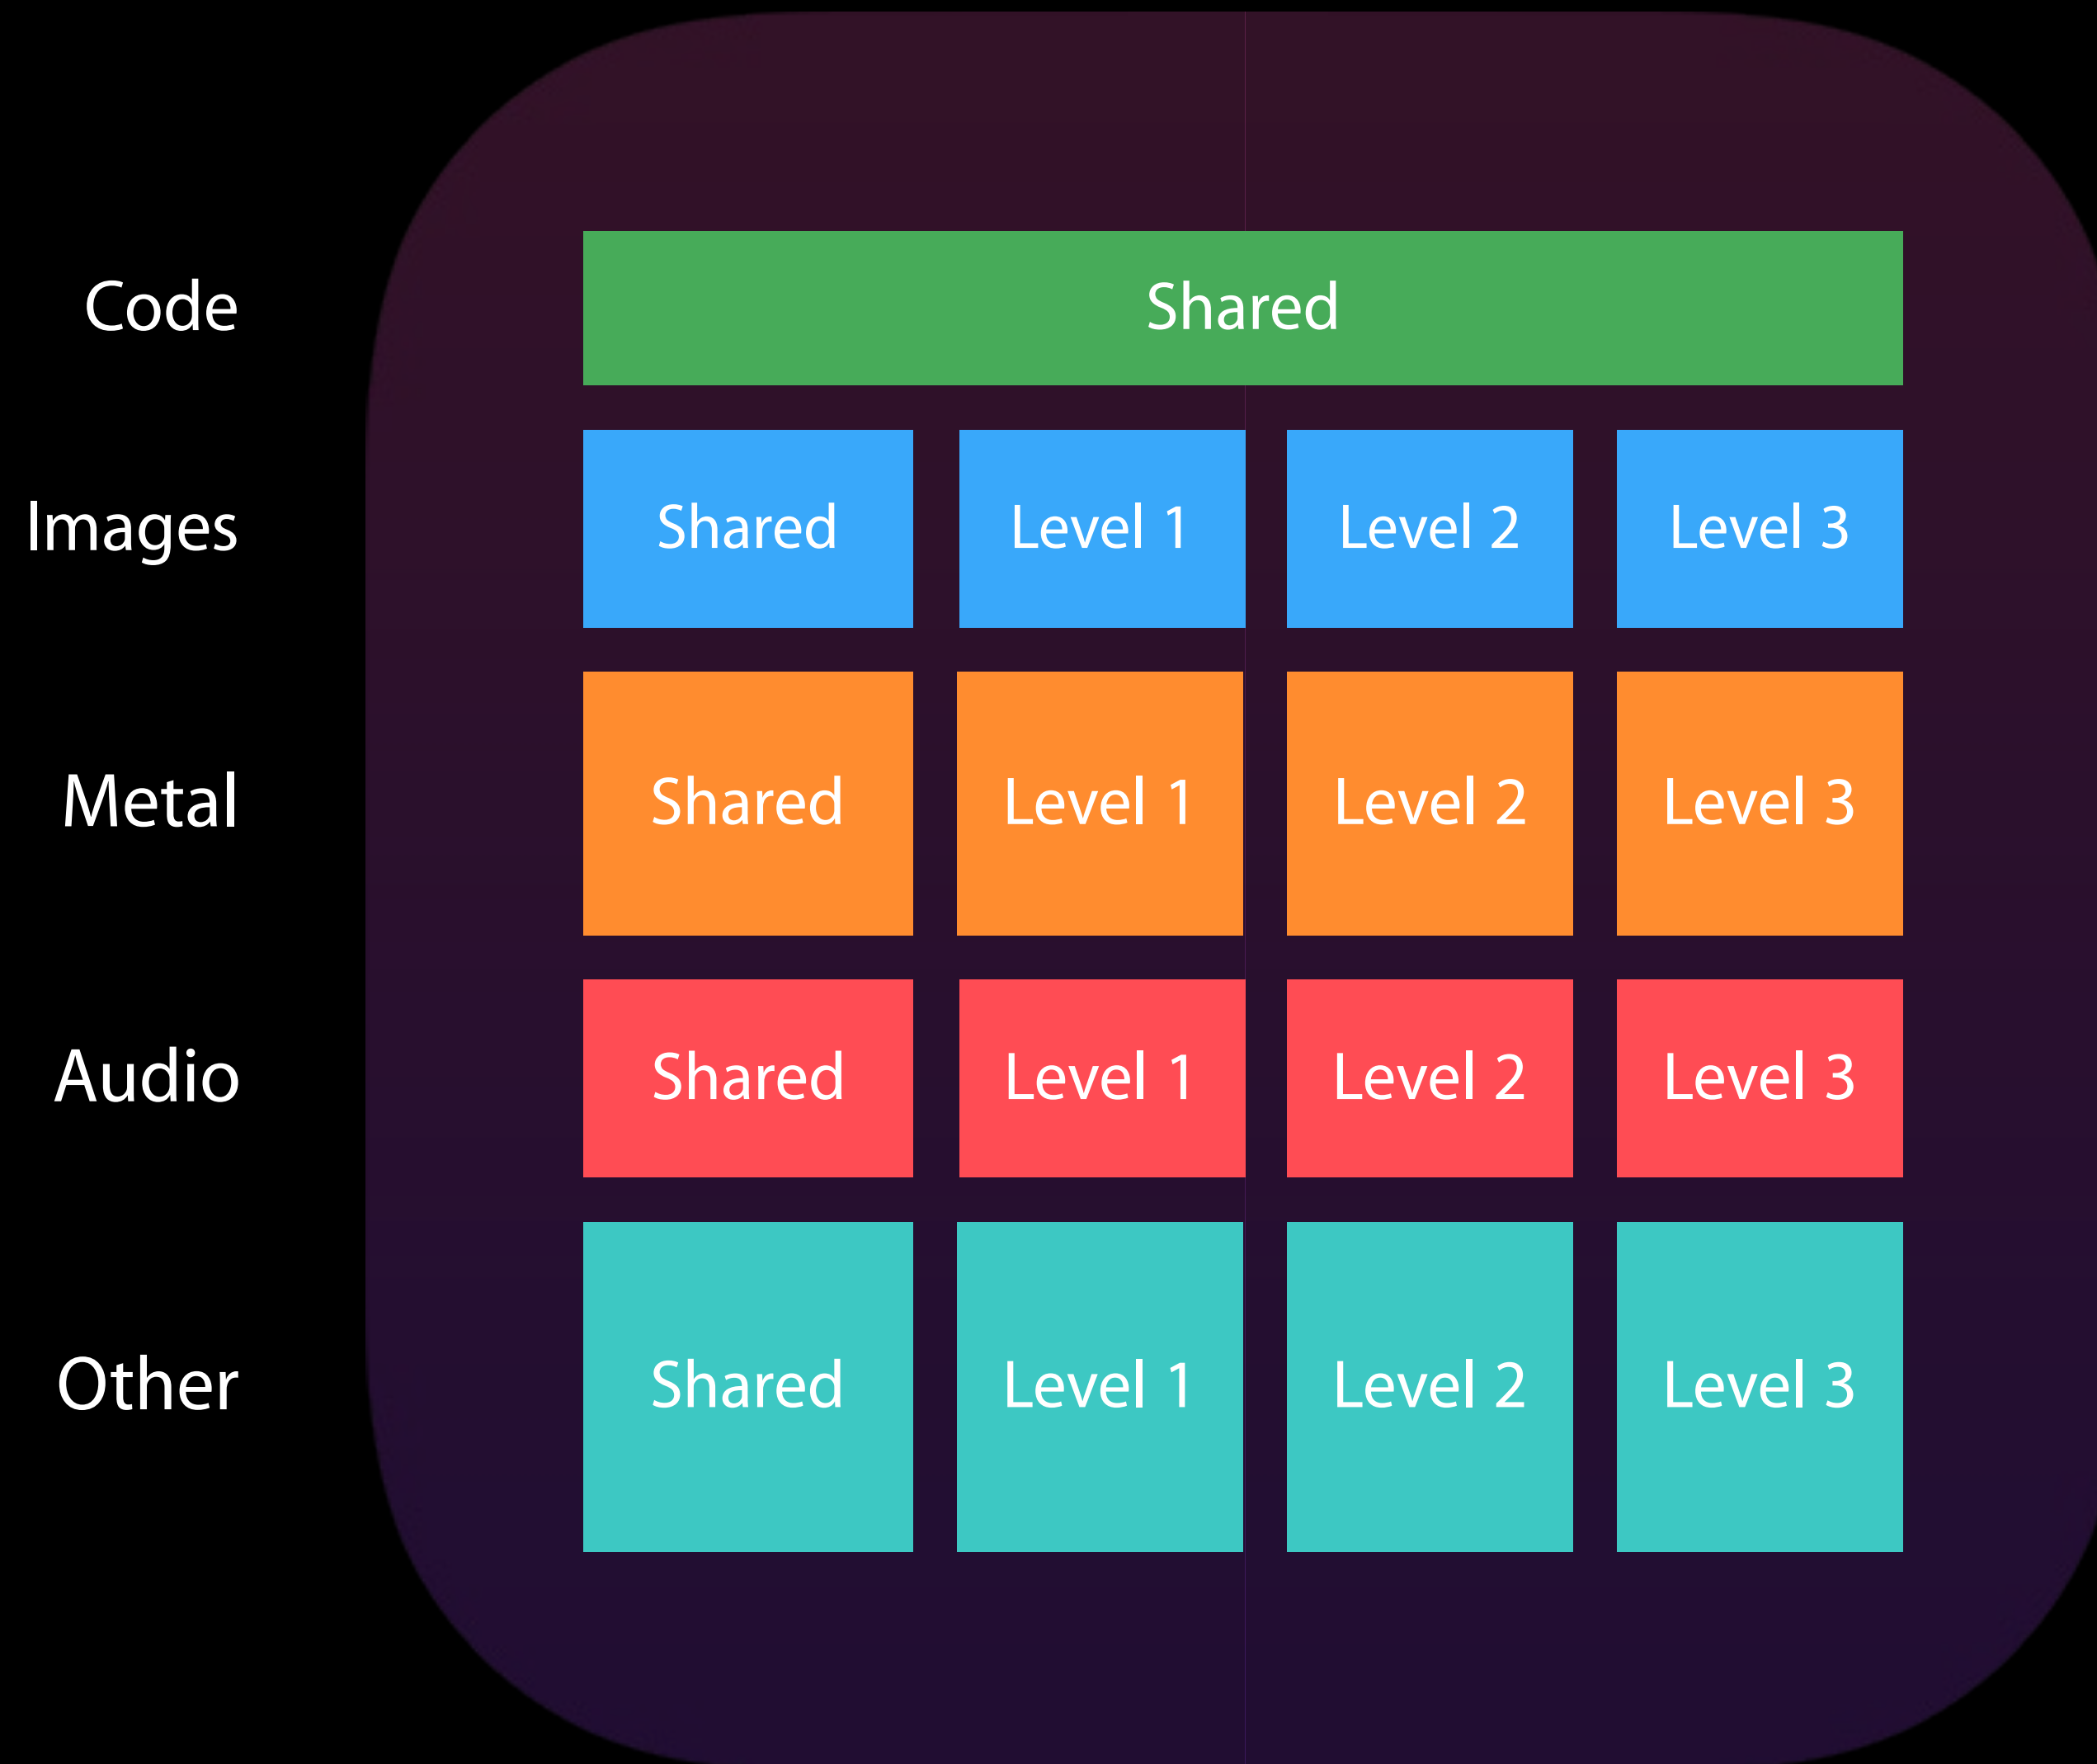 Code Shared
Images Shared Level 1 Level 2 Level 3
Metal Shared Level 1 Level 2 Level 3
Audio Shared Level 1 Level 2 Level 3
Other Shared Level 1 Level 2 Level 3